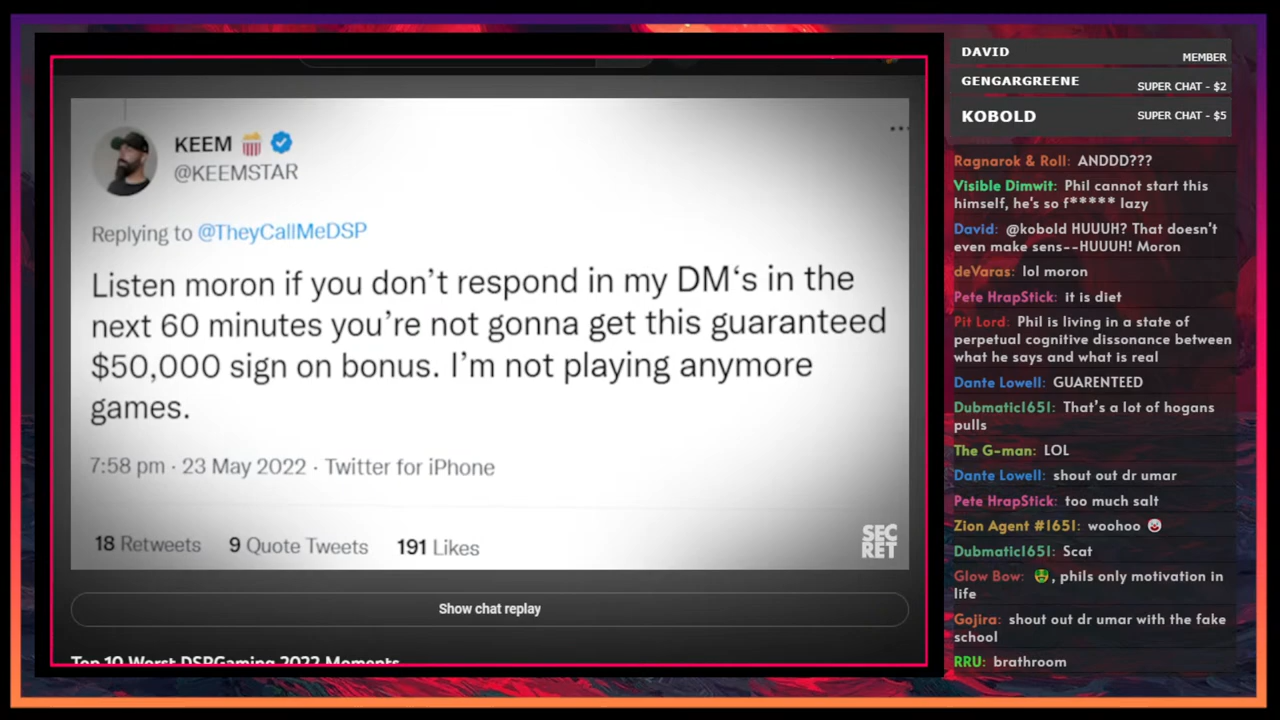 KEEM 🍿
@KEEMSTAR
Replying to @TheyCallMeDSP
Listen moron if you don't respond in my DM‘s in the
next 60 minutes you're not gonna get this guaranteed
$50,000 sign on bonus. I'm not playing anymore
games.
7:58 pm · 23 May 2022 · Twitter for iPhone
18 Retweets 9 Quote Tweets 191 Likes
SEC
RET
Show chat replay
Top 10 Worst DSPGaming 2022 Moments
DAVID
MEMBER
GENGARGREENE
SUPER CHAT - $2
KOBOLD
SUPER CHAT - $5
Ragnarok & Roll: ANDDD???
Visible Dimwit: Phil cannot start this
himself, he's so f***** lazy
David: @kobold HUUUH? That doesn't
even make sens--HUUUH! Moron
deVaras: lol moron
Pete HrapStick: it is diet
Pit Lord: Phil is living in a state of
perpetual cognitive dissonance between
what he says and what is real
Dante Lowell: GUARENTEED
Dubmatic1651: That's a lot of hogans
pulls
The G-man: LOL
Dante Lowell: shout out dr umar
Pete HrapStick: too much salt
Zion Agent #1651: woohoo 🤡
Dubmatic1651: Scat
Glow Bow: 🤑, phils only motivation in
life
Gojira: shout out dr umar with the fake
school
RRU: brathroom